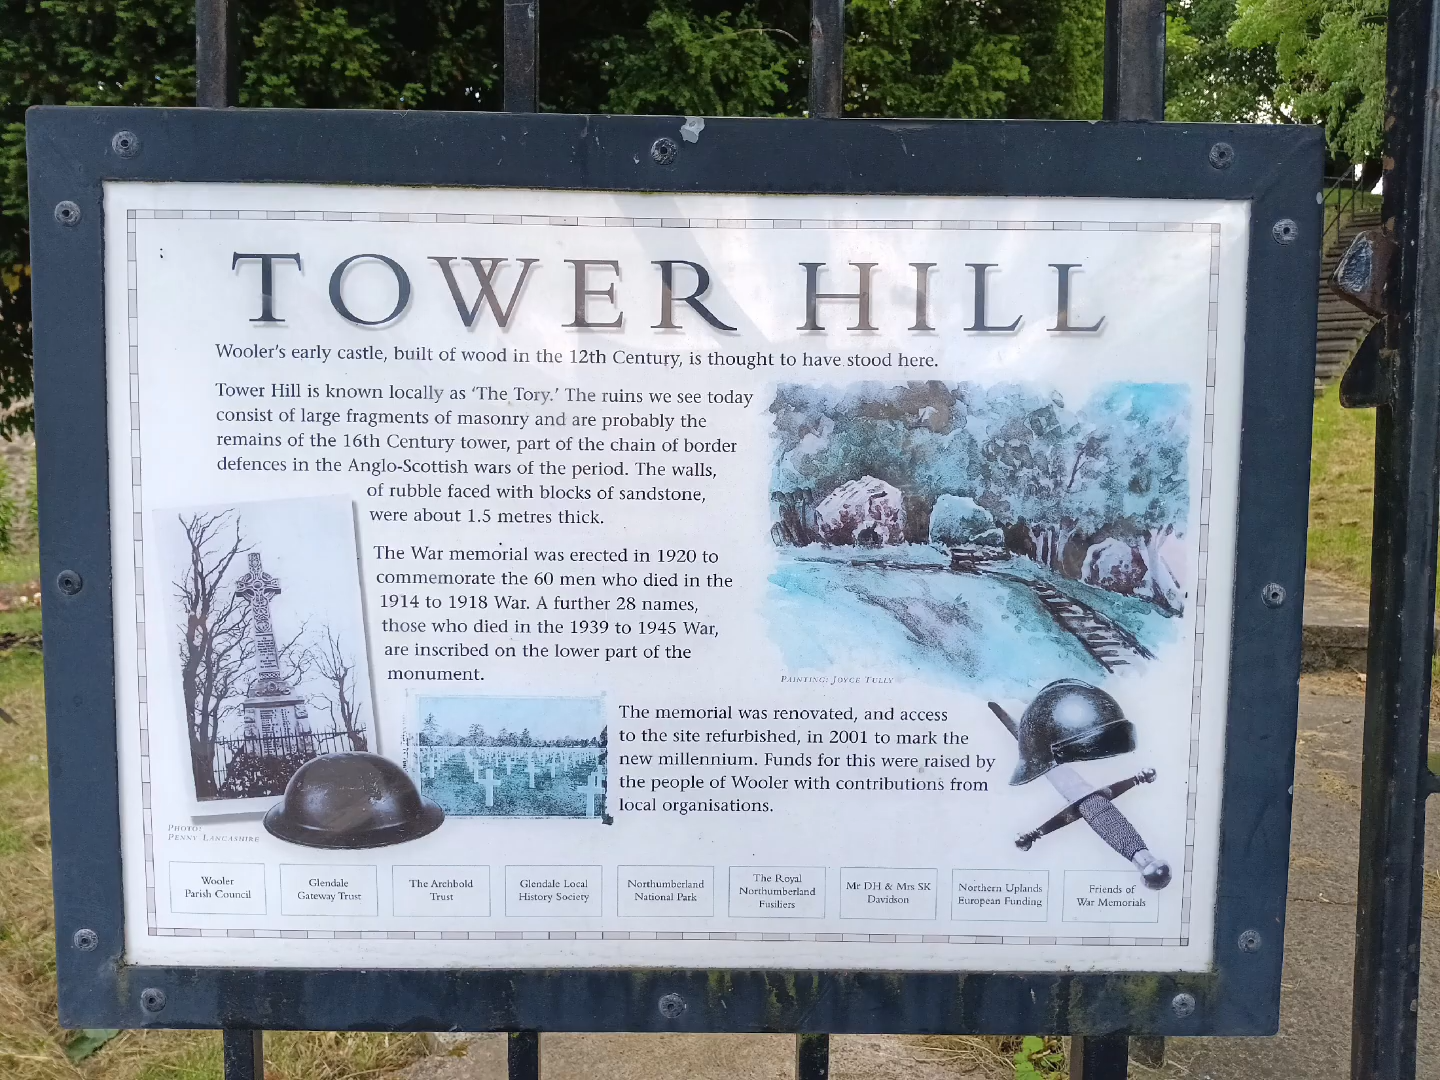 TOWER HILL
Wooler's early castle, built of wood in the 12th Century, is thought to have stood here.
Tower Hill is known locally as 'The Tory.' The ruins we see today
consist of large fragments of masonry and are probably the
remains of the 16th Century tower, part of the chain of border
defences in the Anglo-Scottish wars of the period. The walls,
of rubble faced with blocks of sandstone,
were about 1.5 metres thick.
The War memorial was erected in 1920 to
commemorate the 60 men who died in the
1914 to 1918 War. A further 28 names,
those who died in the 1939 to 1945 War,
are inscribed on the lower part of the
monument.
PAINTING: JOYCE TULLY
The memorial was renovated, and access
to the site refurbished, in 2001 to mark the
new millennium. Funds for this were raised by
the people of Wooler with contributions from
local organisations.
PHOTO:
PENNY LANCASHIRE
Wooler
Parish Council
Glendale
Gateway Trust
The Archbold
Trust
Glendale Local
History Society
Northumberland
National Park
The Royal
Northumberland
Fusiliers
Mr DH & Mrs SK
Davidson
Northern Uplands
European Funding
Friends of
War Memorials